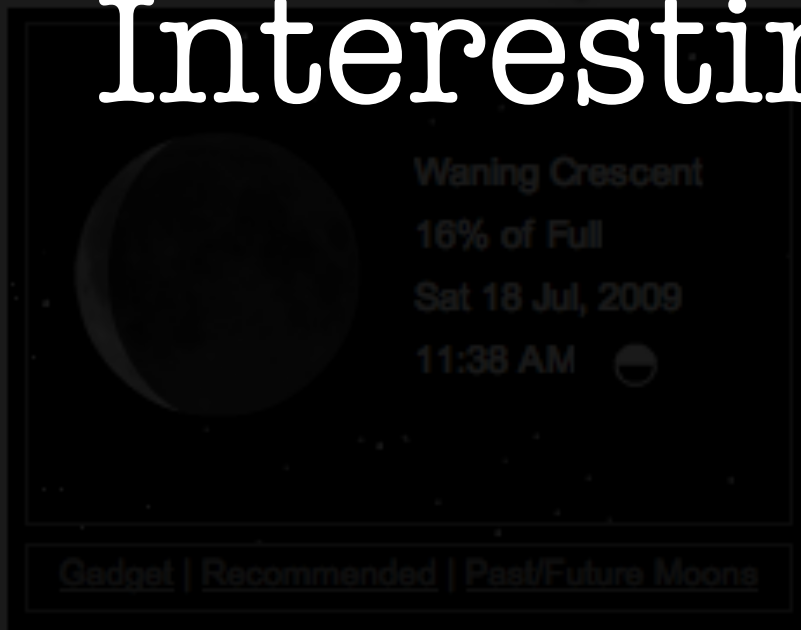 Interestin
Waning Crescent
16% of Full
Sat 18 Jul, 2009
11:38 AM
Gadget | Recommended | Past/Future Moons